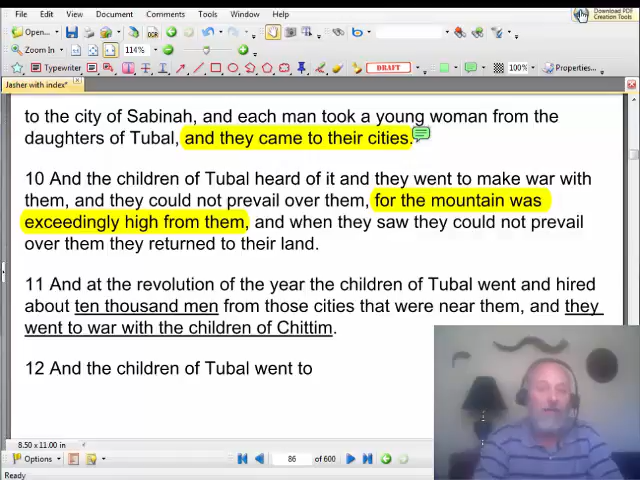 File Edit View Document Comments Tools Window Help
Download PDF
Creation Tools
Open...
OCR
Zoom In 114%
Typewriter DRAFT 100% Properties...
Jasher with index*
to the city of Sabinah, and each man took a young woman from the
daughters of Tubal, and they came to their cities.
10 And the children of Tubal heard of it and they went to make war with
them, and they could not prevail over them, for the mountain was
exceedingly high from them, and when they saw they could not prevail
over them they returned to their land.
11 And at the revolution of the year the children of Tubal went and hired
about ten thousand men from those cities that were near them, and they
went to war with the children of Chittim.
12 And the children of Tubal went to
8.50 x 11.00 in
Options 86 of 600
Ready